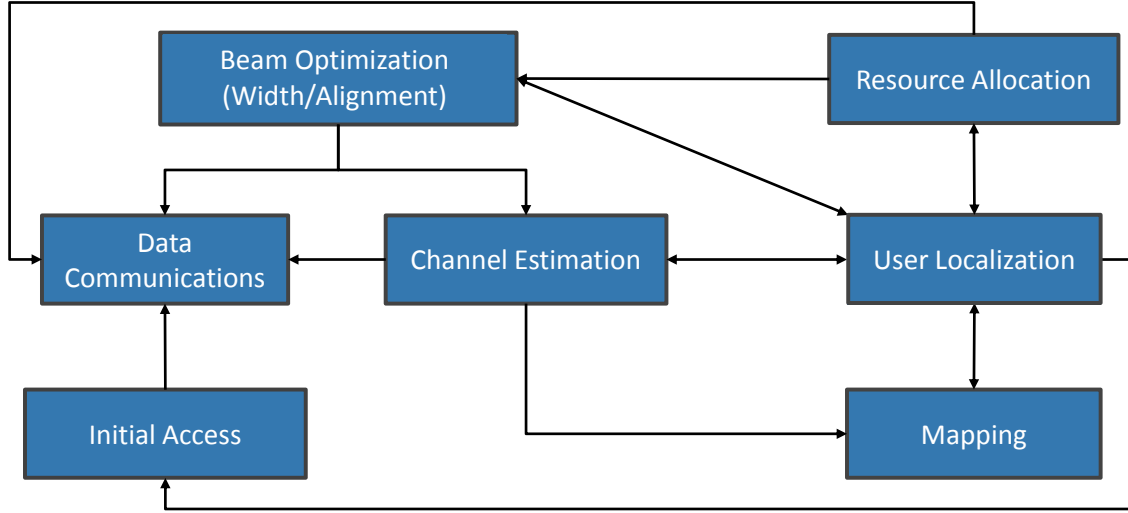 Beam Optimization
(Width/Alignment)
Resource Allocation
Data
Communications
Channel Estimation
User Localization
Initial Access
Mapping